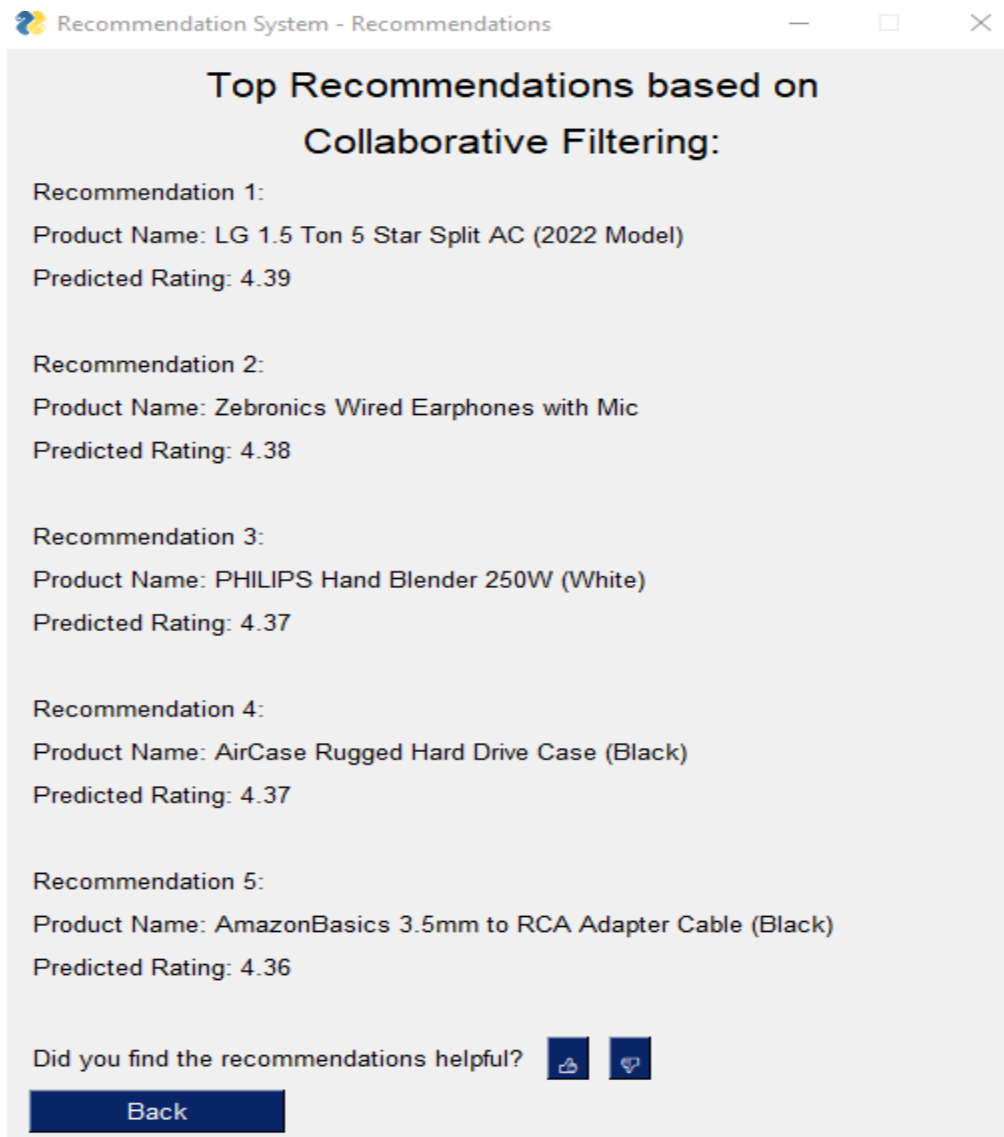 Recommendation System - Recommendations
Top Recommendations based on
Collaborative Filtering:
Recommendation 1:
Product Name: LG 1.5 Ton 5 Star Split AC (2022 Model)
Predicted Rating: 4.39
Recommendation 2:
Product Name: Zebronics Wired Earphones with Mic
Predicted Rating: 4.38
Recommendation 3:
Product Name: PHILIPS Hand Blender 250W (White)
Predicted Rating: 4.37
Recommendation 4:
Product Name: AirCase Rugged Hard Drive Case (Black)
Predicted Rating: 4.37
Recommendation 5:
Product Name: AmazonBasics 3.5mm to RCA Adapter Cable (Black)
Predicted Rating: 4.36
Did you find the recommendations helpful?
Back